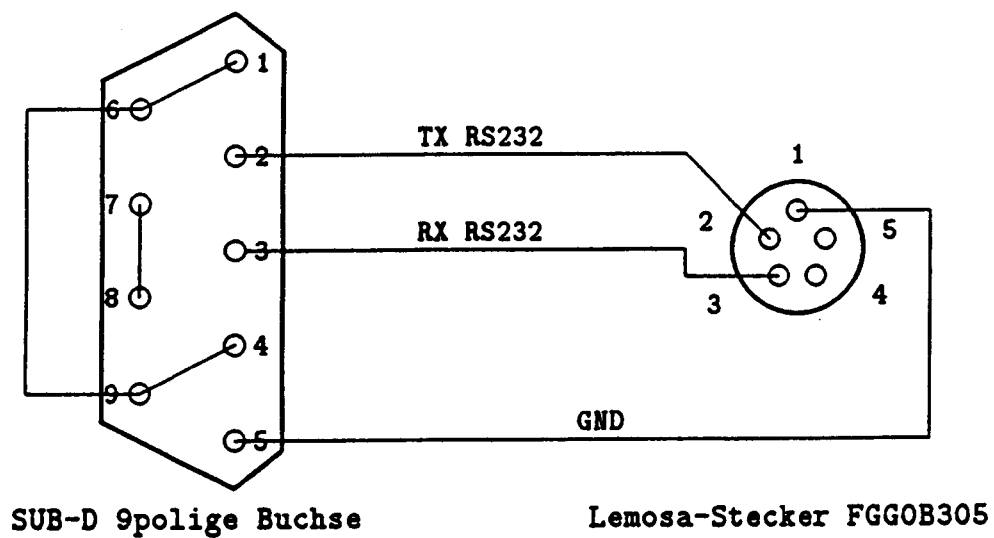 1
6
TX RS232
2
1
7
2
5
RX RS232
3
8
3
4
4
9
GND
5
SUB-D 9polige Buchse
Lemosa-Stecker FGG0B305